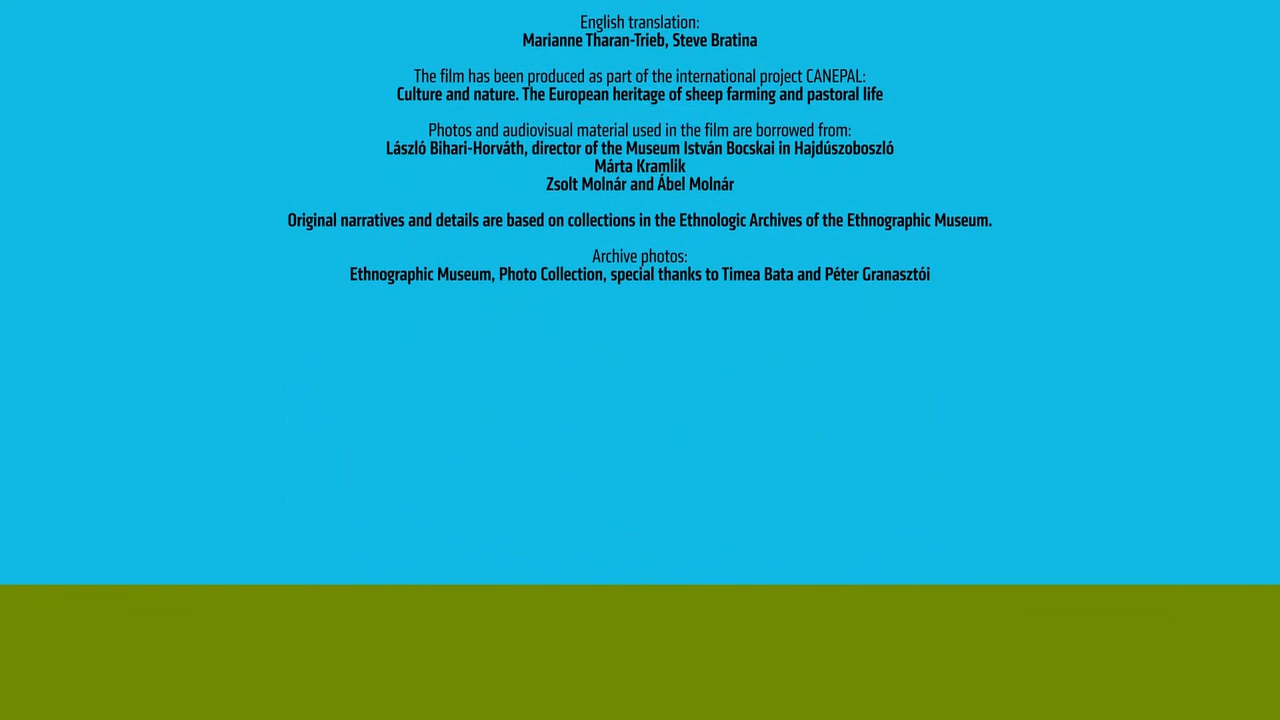 English translation:
Marianne Tharan-Trieb, Steve Bratina
The film has been produced as part of the international project CANEPAL:
Culture and nature. The European heritage of sheep farming and pastoral life
Photos and audiovisual material used in the film are borrowed from:
László Bihari-Horváth, director of the Museum István Bocskai in Hajdúszoboszló
Márta Kramlik
Zsolt Molnár and Ábel Molnár
Original narratives and details are based on collections in the Ethnologic Archives of the Ethnographic Museum.
Archive photos:
Ethnographic Museum, Photo Collection, special thanks to Timea Bata and Péter Granasztói